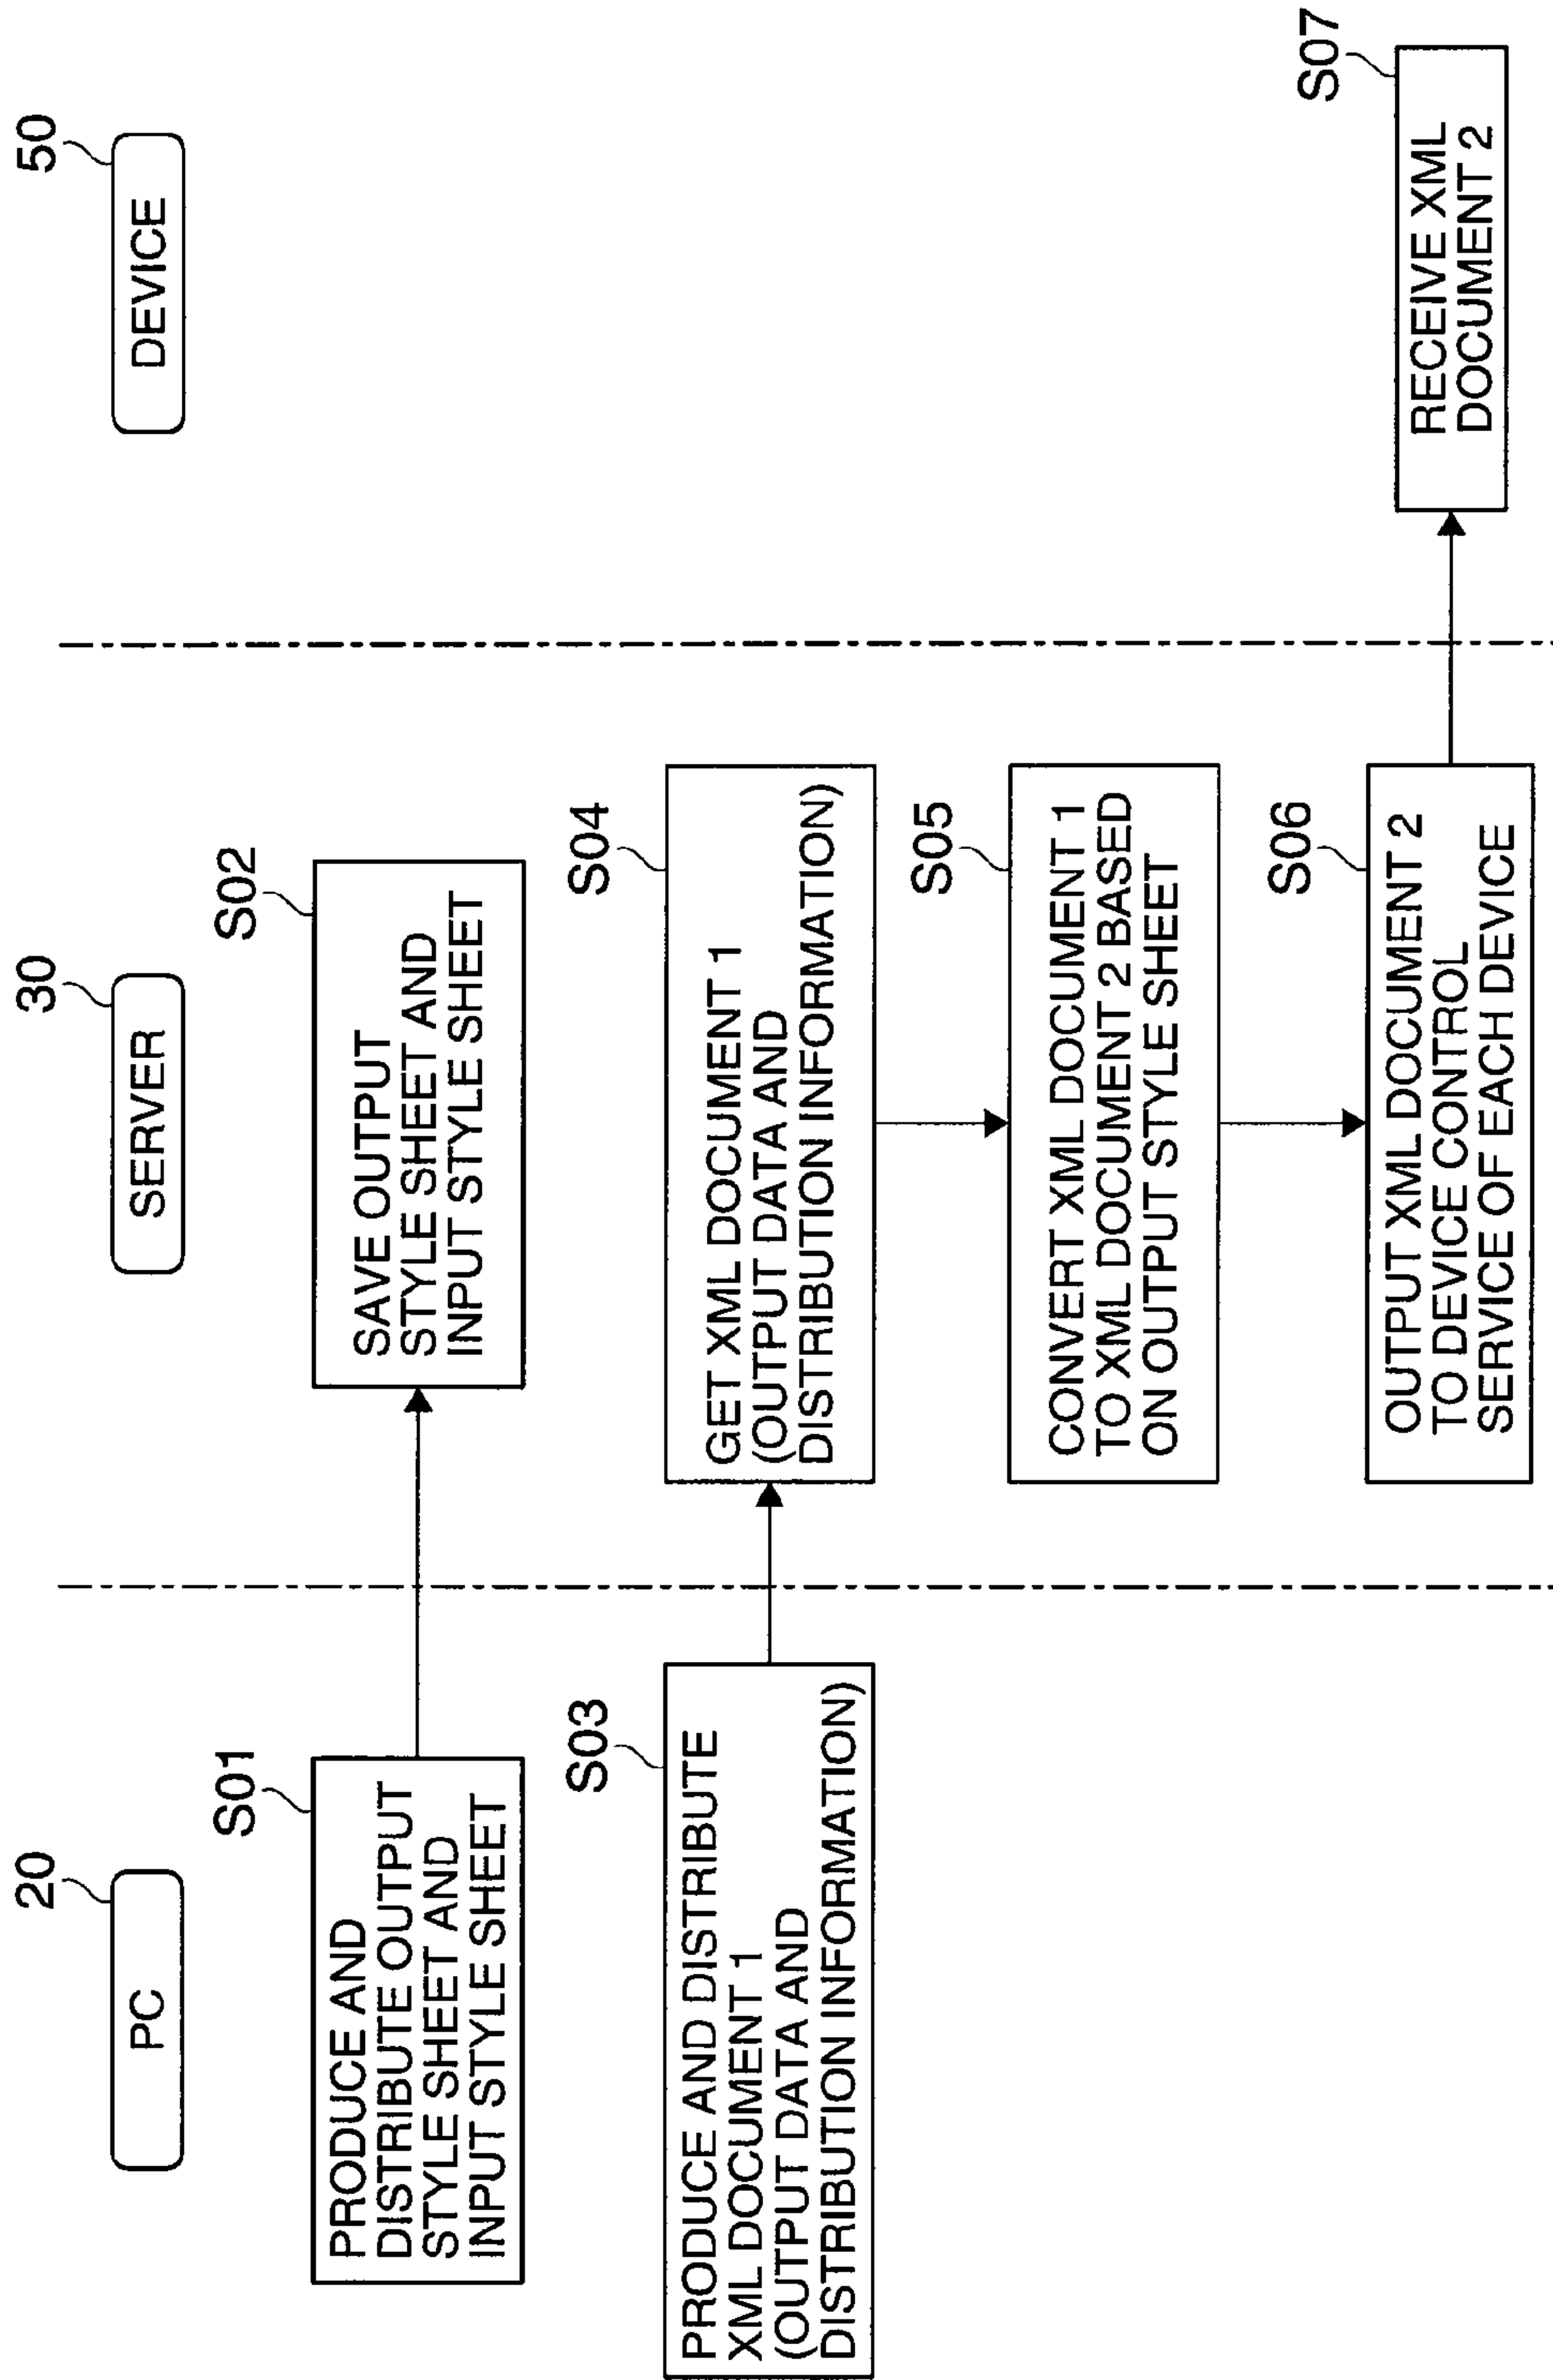 20
PC
30
SERVER
50
DEVICE
S01
PRODUCE AND
DISTRIBUTE OUTPUT
STYLE SHEET AND
INPUT STYLE SHEET
S02
SAVE OUTPUT
STYLE SHEET AND
INPUT STYLE SHEET
S03
PRODUCE AND DISTRIBUTE
XML DOCUMENT 1
(OUTPUT DATA AND
DISTRIBUTION INFORMATION)
S04
GET XML DOCUMENT 1
(OUTPUT DATA AND
DISTRIBUTION INFORMATION)
S05
CONVERT XML DOCUMENT 1
TO XML DOCUMENT 2 BASED
ON OUTPUT STYLE SHEET
S06
OUTPUT XML DOCUMENT 2
TO DEVICE CONTROL
SERVICE OF EACH DEVICE
S07
RECEIVE XML
DOCUMENT 2